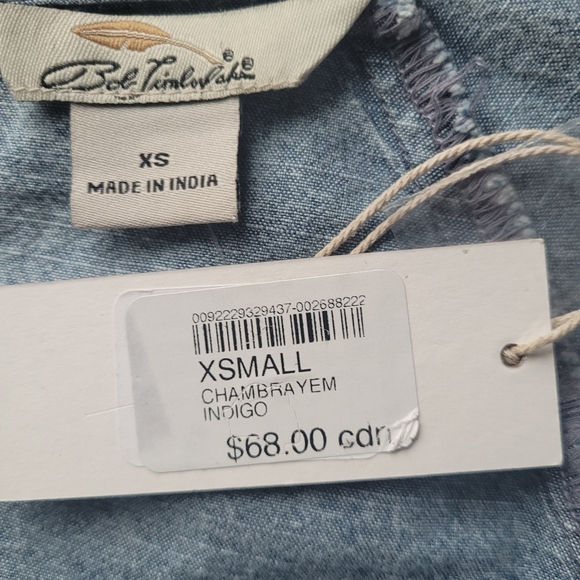 Bob Timberlake®
®
XS
MADE IN INDIA
0092229329437-002688222
XSMALL
CHAMBRAYEM
INDIGO
$68.00 cdn